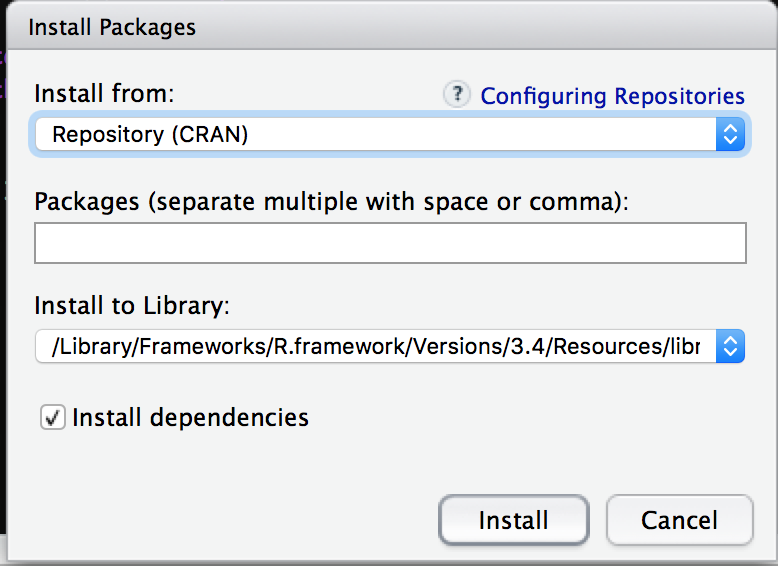 Install Packages
Install from:
? Configuring Repositories
Repository (CRAN)
Packages (separate multiple with space or comma):
Install to Library:
/Library/Frameworks/R.framework/Versions/3.4/Resources/libr
Install dependencies
Install
Cancel